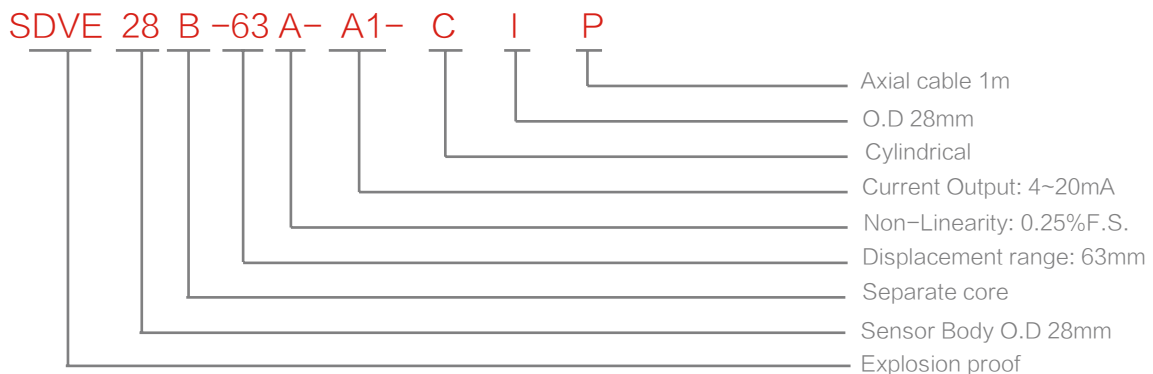 SDVE 28 B -63 A- A1- C I P
Axial cable 1m
O.D 28mm
Cylindrical
Current Output: 4~20mA
Non-Linearity: 0.25%F.S.
Displacement range: 63mm
Separate core
Sensor Body O.D 28mm
Explosion proof